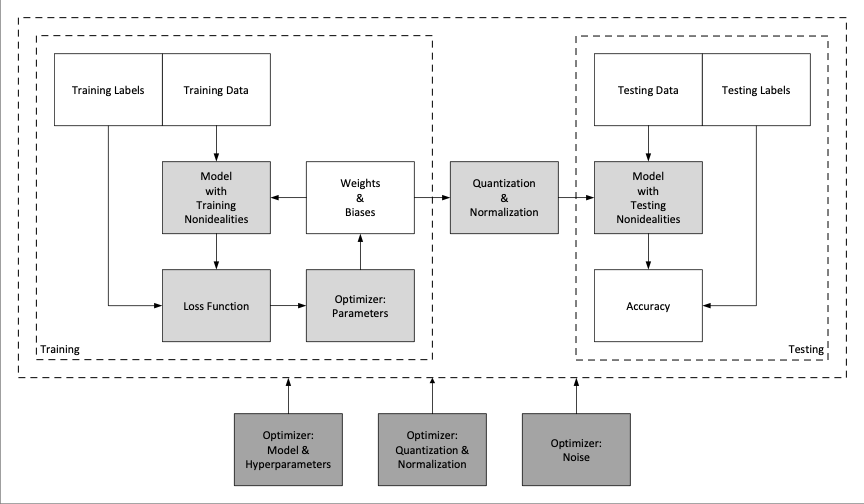 Training Labels
Training Data
Testing Data
Testing Labels
Model
with
Training
Nonidealities
Weights
&
Biases
Quantization
&
Normalization
Model
with
Testing
Nonidealities
Loss Function
Optimizer:
Parameters
Accuracy
Training
Testing
Optimizer:
Model &
Hyperparameters
Optimizer:
Quantization &
Normalization
Optimizer:
Noise